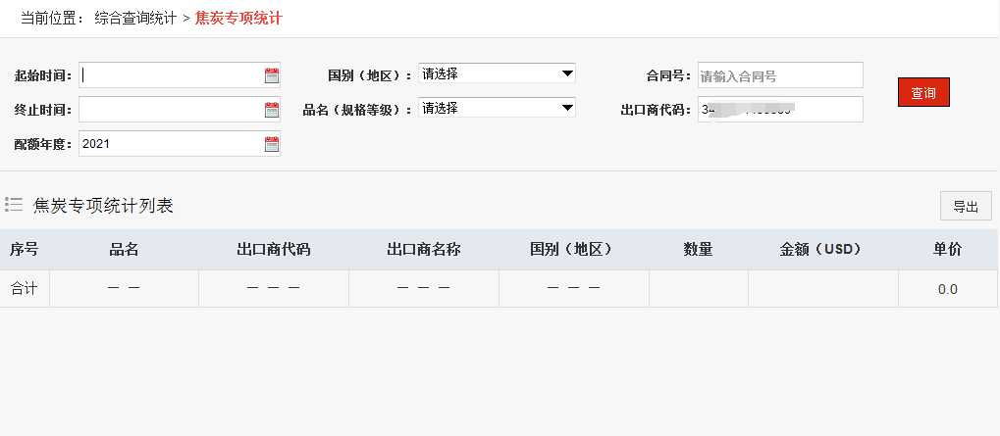 当前位置： 综合查询统计 > 焦炭专项统计
起始时间： 国别（地区）： 请选择 合同号： 请输入合同号
查询
终止时间： 品名（规格等级）： 请选择 出口商代码： 34
配额年度： 2021
焦炭专项统计列表 导出
序号 品名 出口商代码 出口商名称 国别（地区） 数量 金额（USD） 单价
合计 — — — — — — — — — — — 0.0